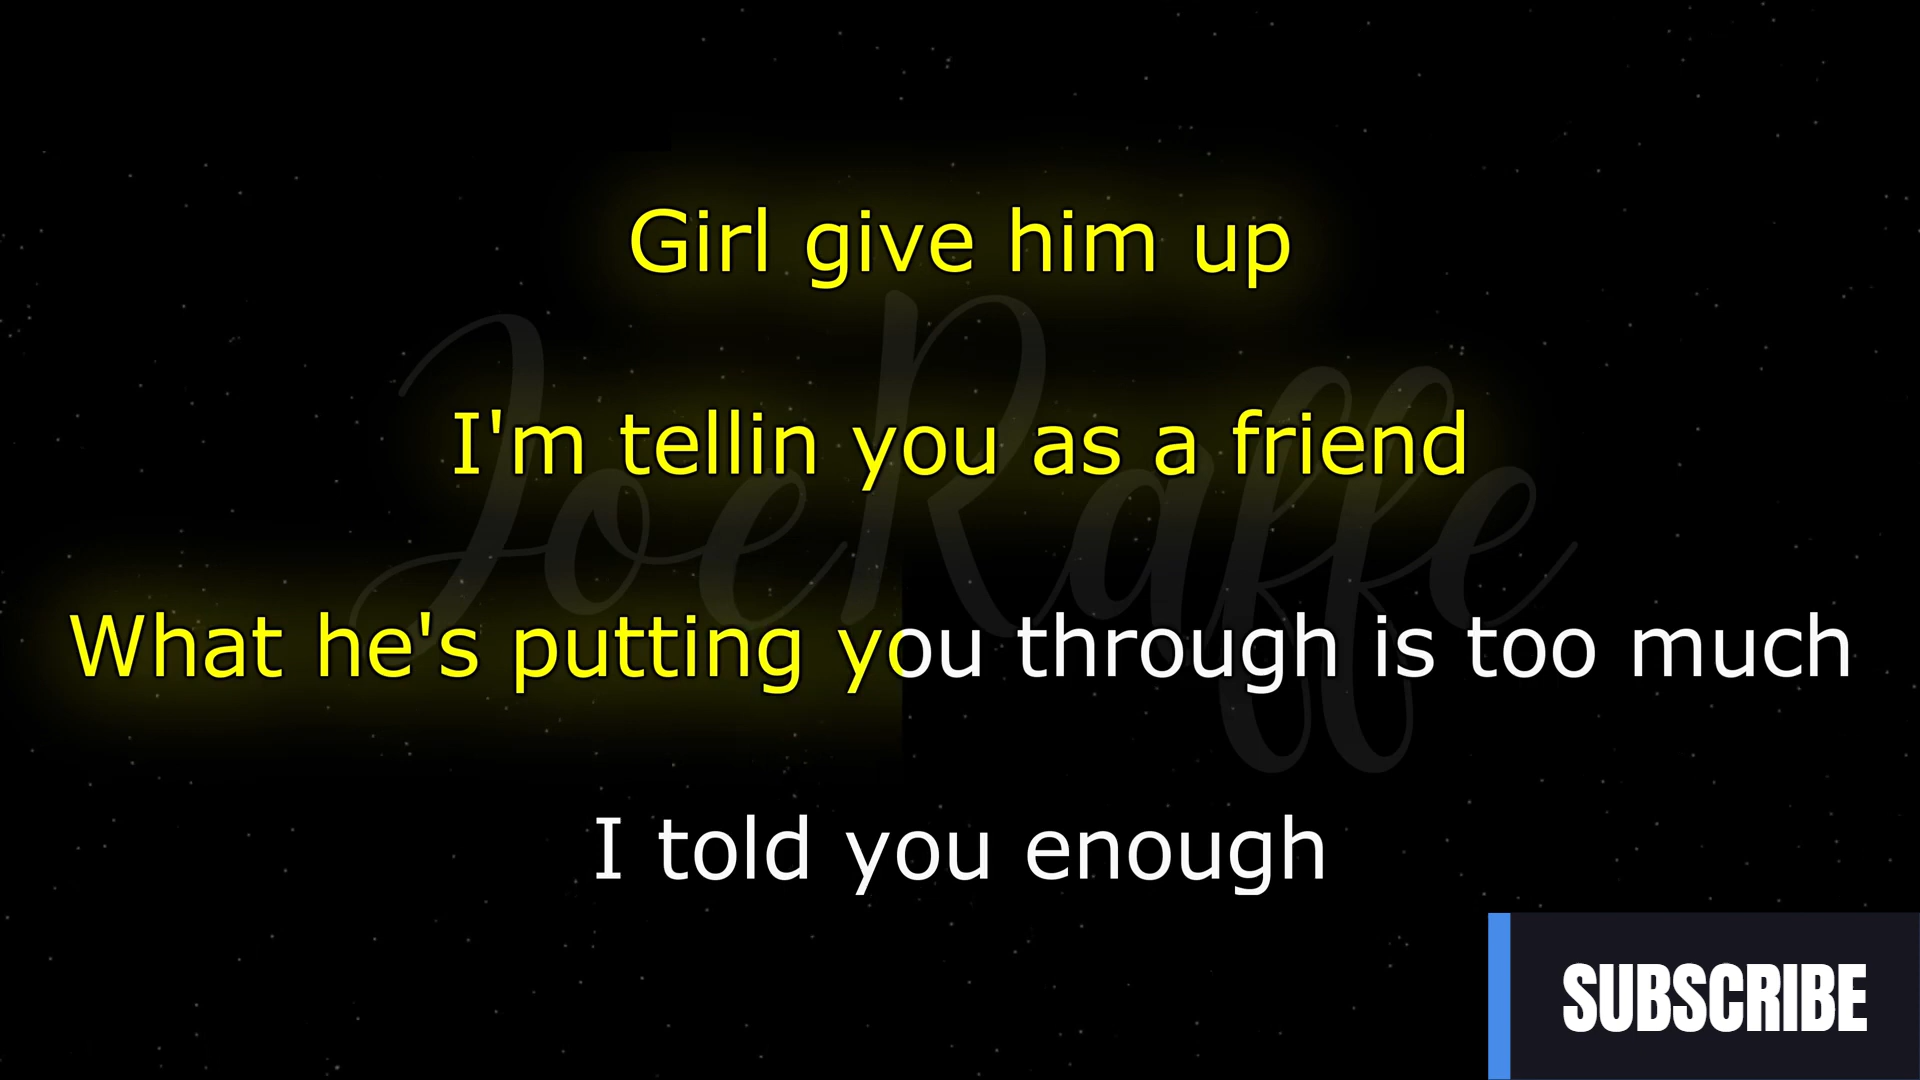 Girl give him up
I'm tellin you as a friend
What he's putting you through is too much
I told you enough
JoeRaffe
SUBSCRIBE